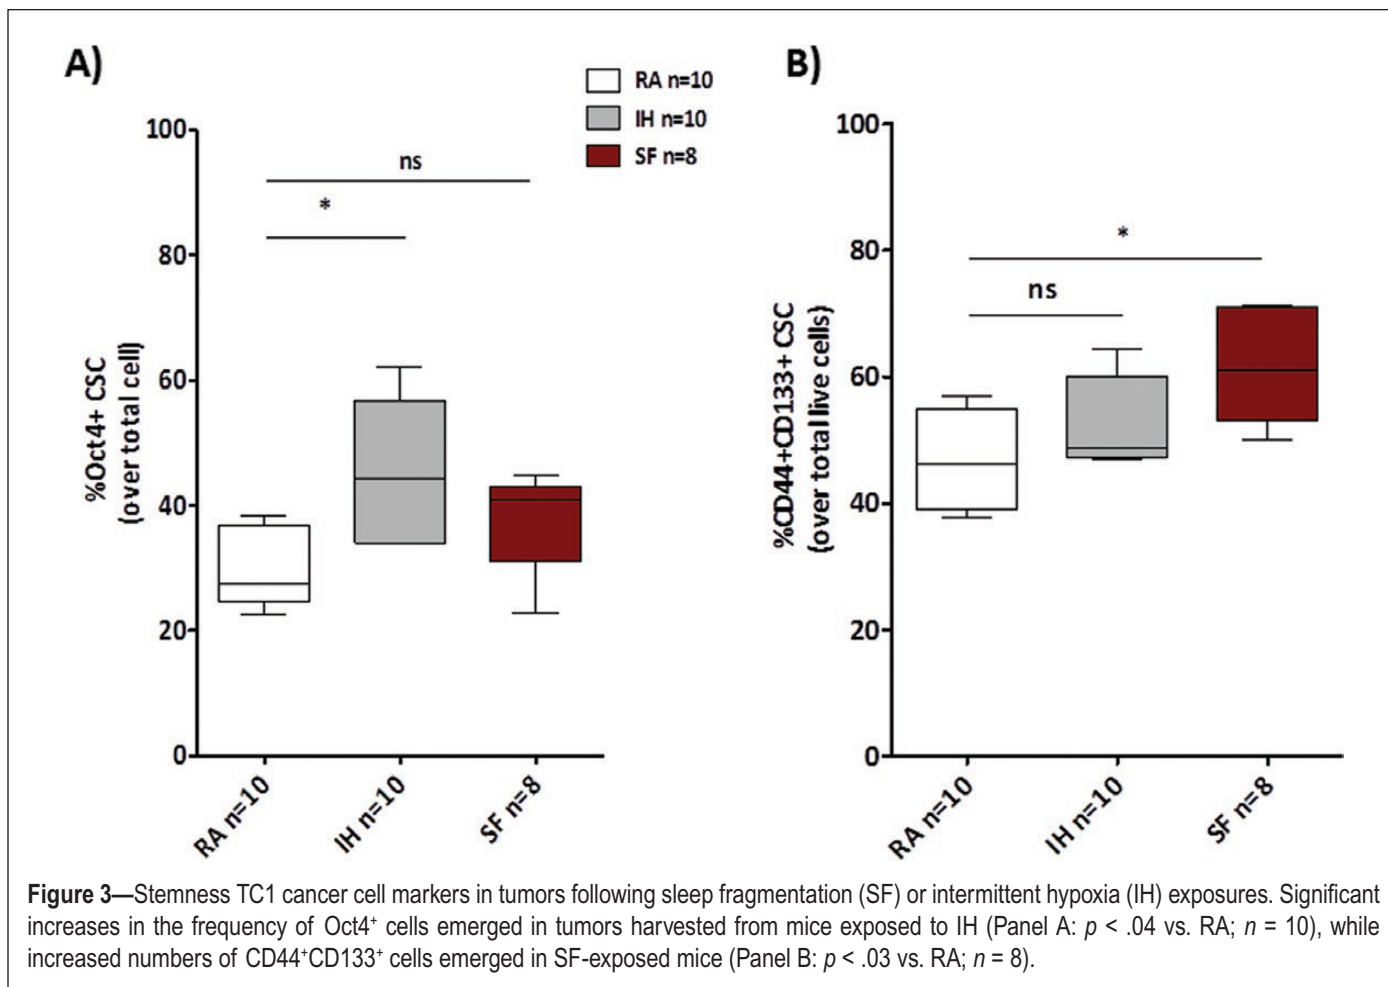 A)
RA n=10
IH n=10
SF n=8
100
80
60
40
20
0
%Oct4+ CSC
(over total cell)
ns
*
RA n=10
IH n=10
SF n=8
B)
100
80
60
40
20
0
%CD44+CD133+ CSC
(over total live cells)
*
ns
RA n=10
IH n=10
SF n=8
Figure 3—Stemness TC1 cancer cell markers in tumors following sleep fragmentation (SF) or intermittent hypoxia (IH) exposures. Significant
increases in the frequency of Oct4⁺ cells emerged in tumors harvested from mice exposed to IH (Panel A: p < .04 vs. RA; n = 10), while
increased numbers of CD44⁺CD133⁺ cells emerged in SF-exposed mice (Panel B: p < .03 vs. RA; n = 8).